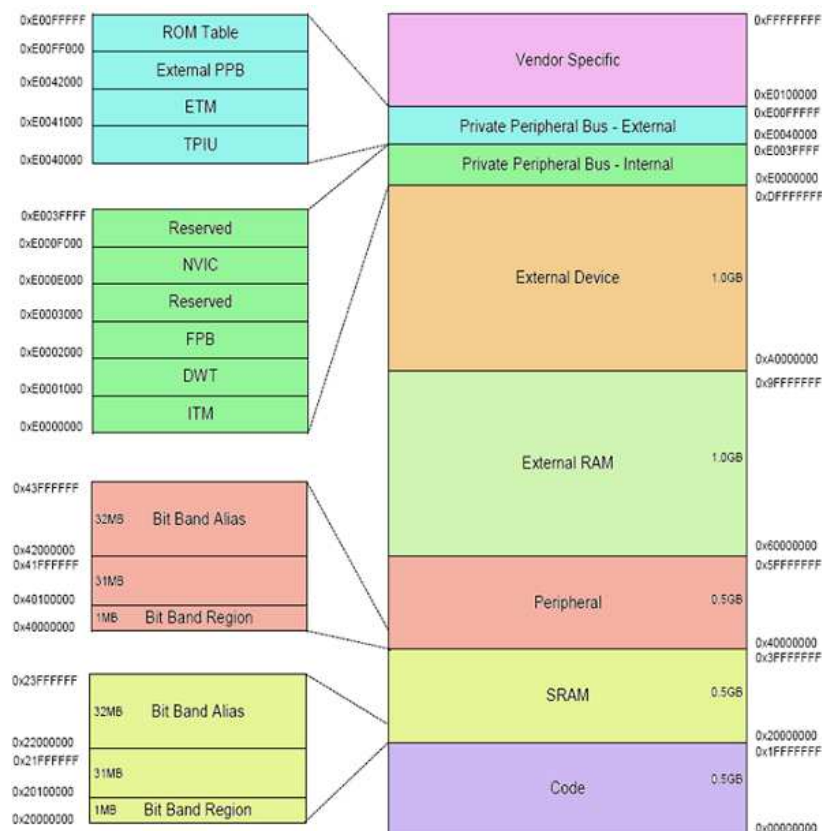 0xE00FFFFF
ROM Table
0xE00FF000
External PPB
0xE0042000
ETM
0xE0041000
TPIU
0xE0040000
0xE003FFFF
Reserved
0xE000F000
NVIC
0xE000E000
Reserved
0xE0003000
FPB
0xE0002000
DWT
0xE0001000
ITM
0xE0000000
0x43FFFFFF
32MB Bit Band Alias
0x42000000
0x41FFFFFF
31MB
0x40100000
1MB Bit Band Region
0x40000000
0x23FFFFFF
32MB Bit Band Alias
0x22000000
0x21FFFFFF
31MB
0x20100000
1MB Bit Band Region
0x20000000
0xFFFFFFFF
Vendor Specific
0xE0100000
0xE00FFFFF
Private Peripheral Bus - External
0xE0040000
0xE003FFFF
Private Peripheral Bus - Internal
0xE0000000
0xDFFFFFFF
External Device 1.0GB
0xA0000000
0x9FFFFFFF
External RAM 1.0GB
0x60000000
0x5FFFFFFF
Peripheral 0.5GB
0x40000000
0x3FFFFFFF
SRAM 0.5GB
0x20000000
0x1FFFFFFF
Code 0.5GB
0x00000000